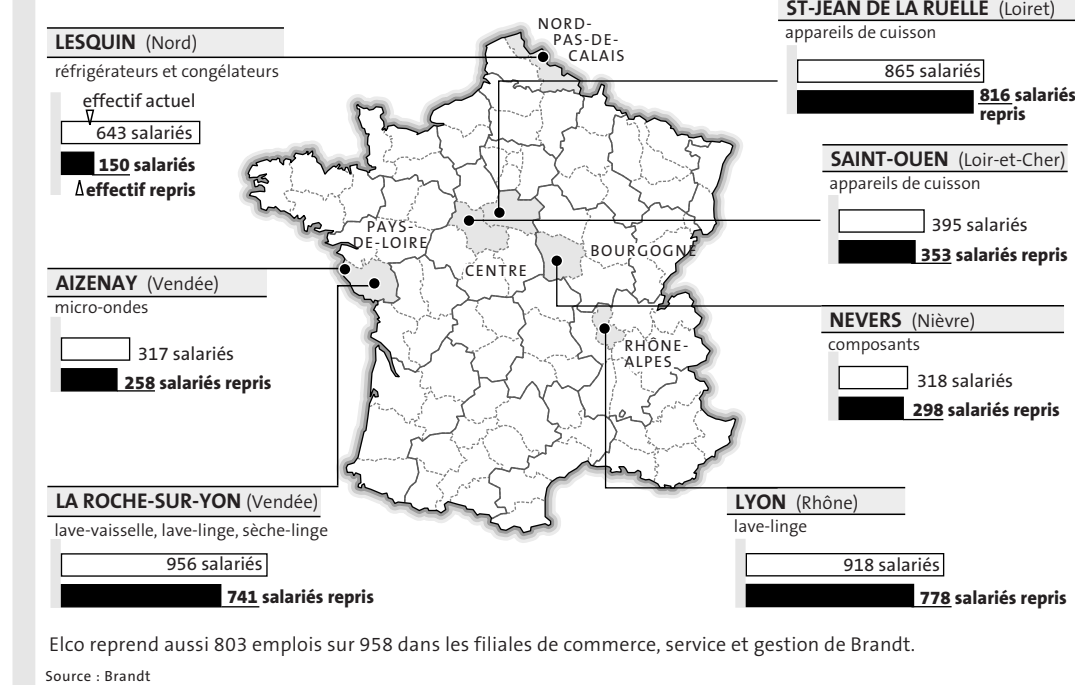 LESQUIN (Nord)
réfrigérateurs et congélateurs
effectif actuel
643 salariés
150 salariés
effectif repris
NORD-
PAS-DE-
CALAIS
ST-JEAN DE LA RUELLE (Loiret)
appareils de cuisson
865 salariés
816 salariés
repris
SAINT-OUEN (Loir-et-Cher)
appareils de cuisson
395 salariés
353 salariés repris
PAYS-
DE-LOIRE
CENTRE
BOURGOGNE
AIZENAY (Vendée)
micro-ondes
317 salariés
258 salariés repris
NEVERS (Nièvre)
composants
318 salariés
298 salariés repris
RHÔNE-
ALPES
LA ROCHE-SUR-YON (Vendée)
lave-vaisselle, lave-linge, sèche-linge
956 salariés
741 salariés repris
LYON (Rhône)
lave-linge
918 salariés
778 salariés repris
Elco reprend aussi 803 emplois sur 958 dans les filiales de commerce, service et gestion de Brandt.
Source : Brandt